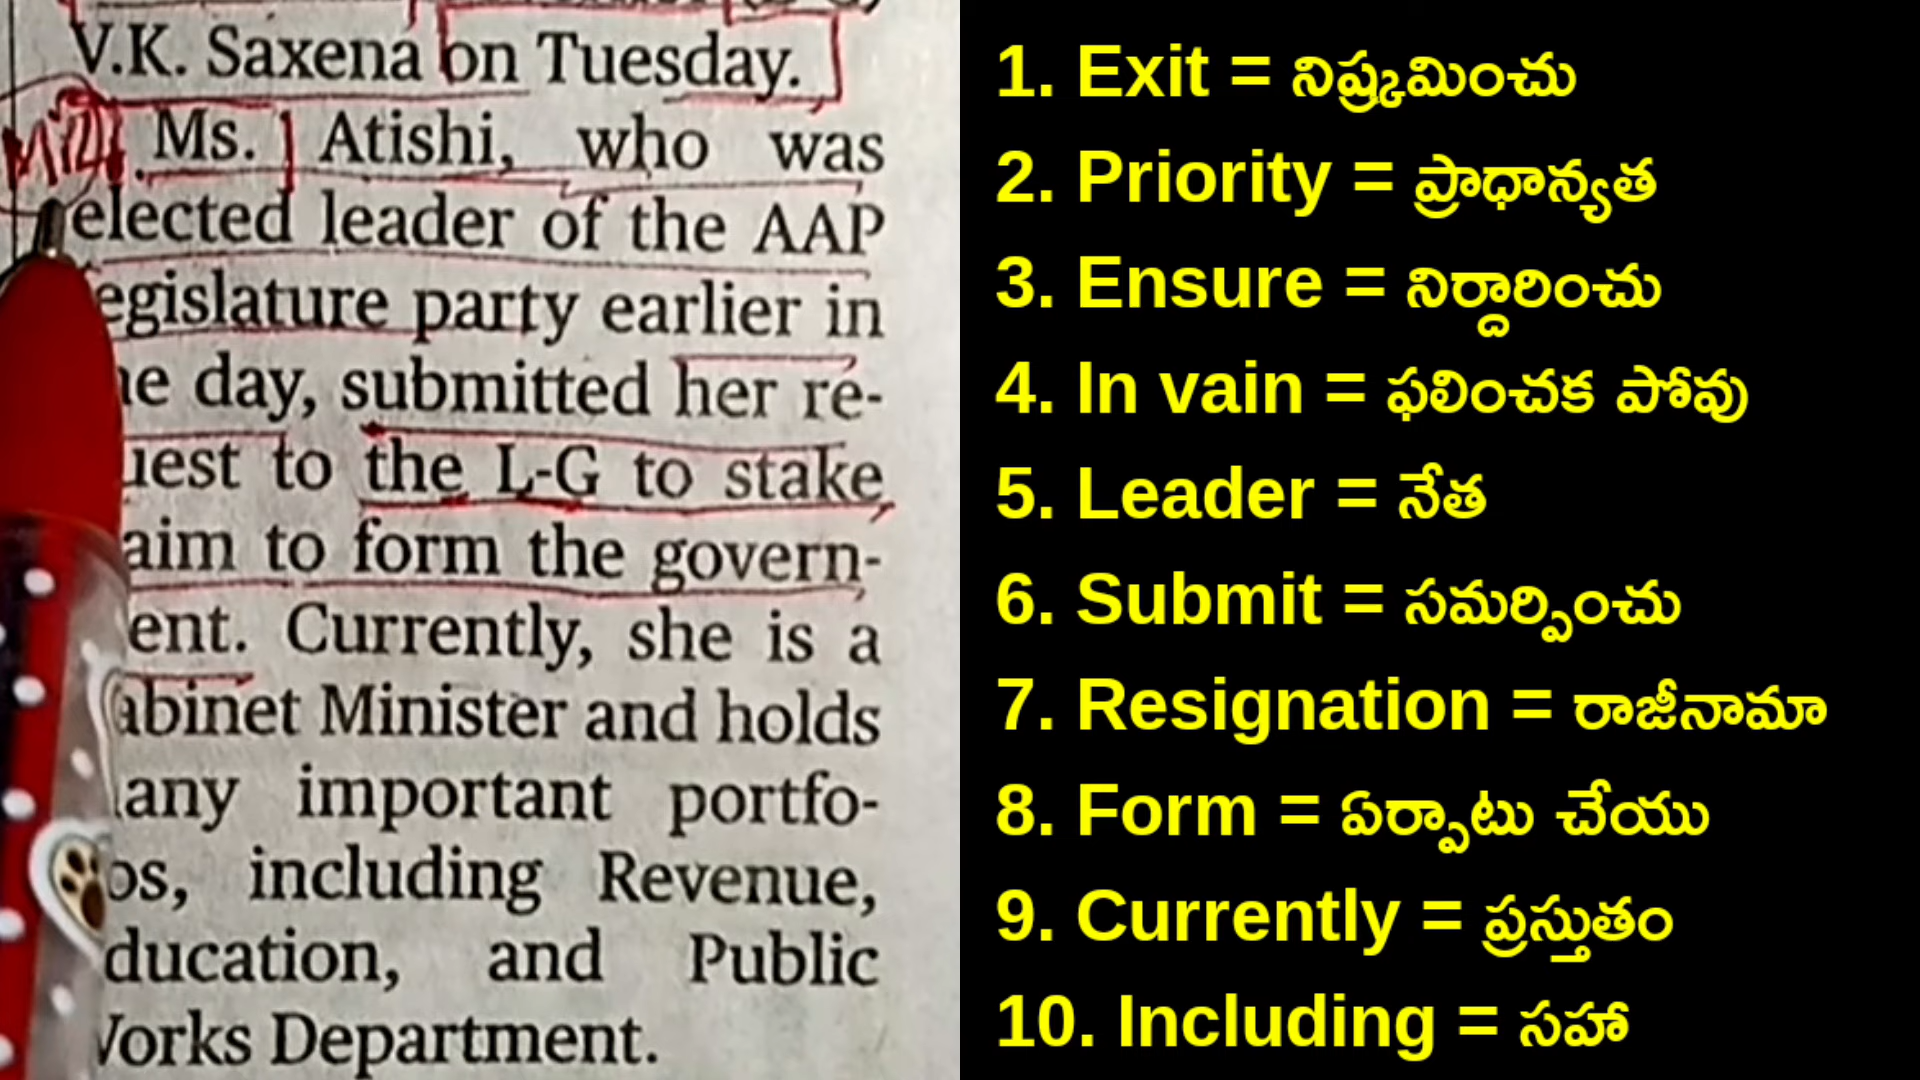 V.K. Saxena on Tuesday.
Ms. Atishi, who was
elected leader of the AAP
egislature party earlier in
he day, submitted her re-
uest to the L-G to stake
aim to form the govern-
ent. Currently, she is a
abinet Minister and holds
any important portfo-
os, including Revenue,
ducation, and Public
Works Department.
1. Exit = నిష్క్రమించు
2. Priority = ప్రాధాన్యత
3. Ensure = నిర్దారించు
4. In vain = ఫలించక పోవు
5. Leader = నేత
6. Submit = సమర్పించు
7. Resignation = రాజీనామా
8. Form = ఏర్పాటు చేయు
9. Currently = ప్రస్తుతం
10. Including = సహా